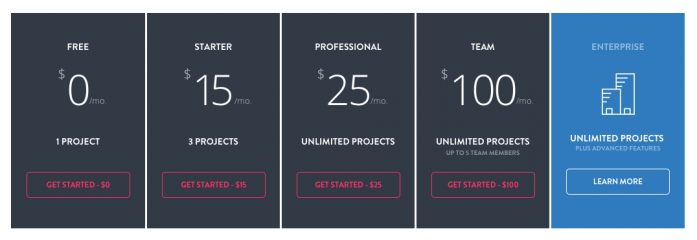 FREE
$0/mo.
1 PROJECT
GET STARTED - $0
STARTER
$15/mo.
3 PROJECTS
GET STARTED - $15
PROFESSIONAL
$25/mo.
UNLIMITED PROJECTS
GET STARTED - $25
TEAM
$100/mo.
UNLIMITED PROJECTS
UP TO 5 TEAM MEMBERS
GET STARTED - $100
ENTERPRISE
UNLIMITED PROJECTS
PLUS ADVANCED FEATURES
LEARN MORE